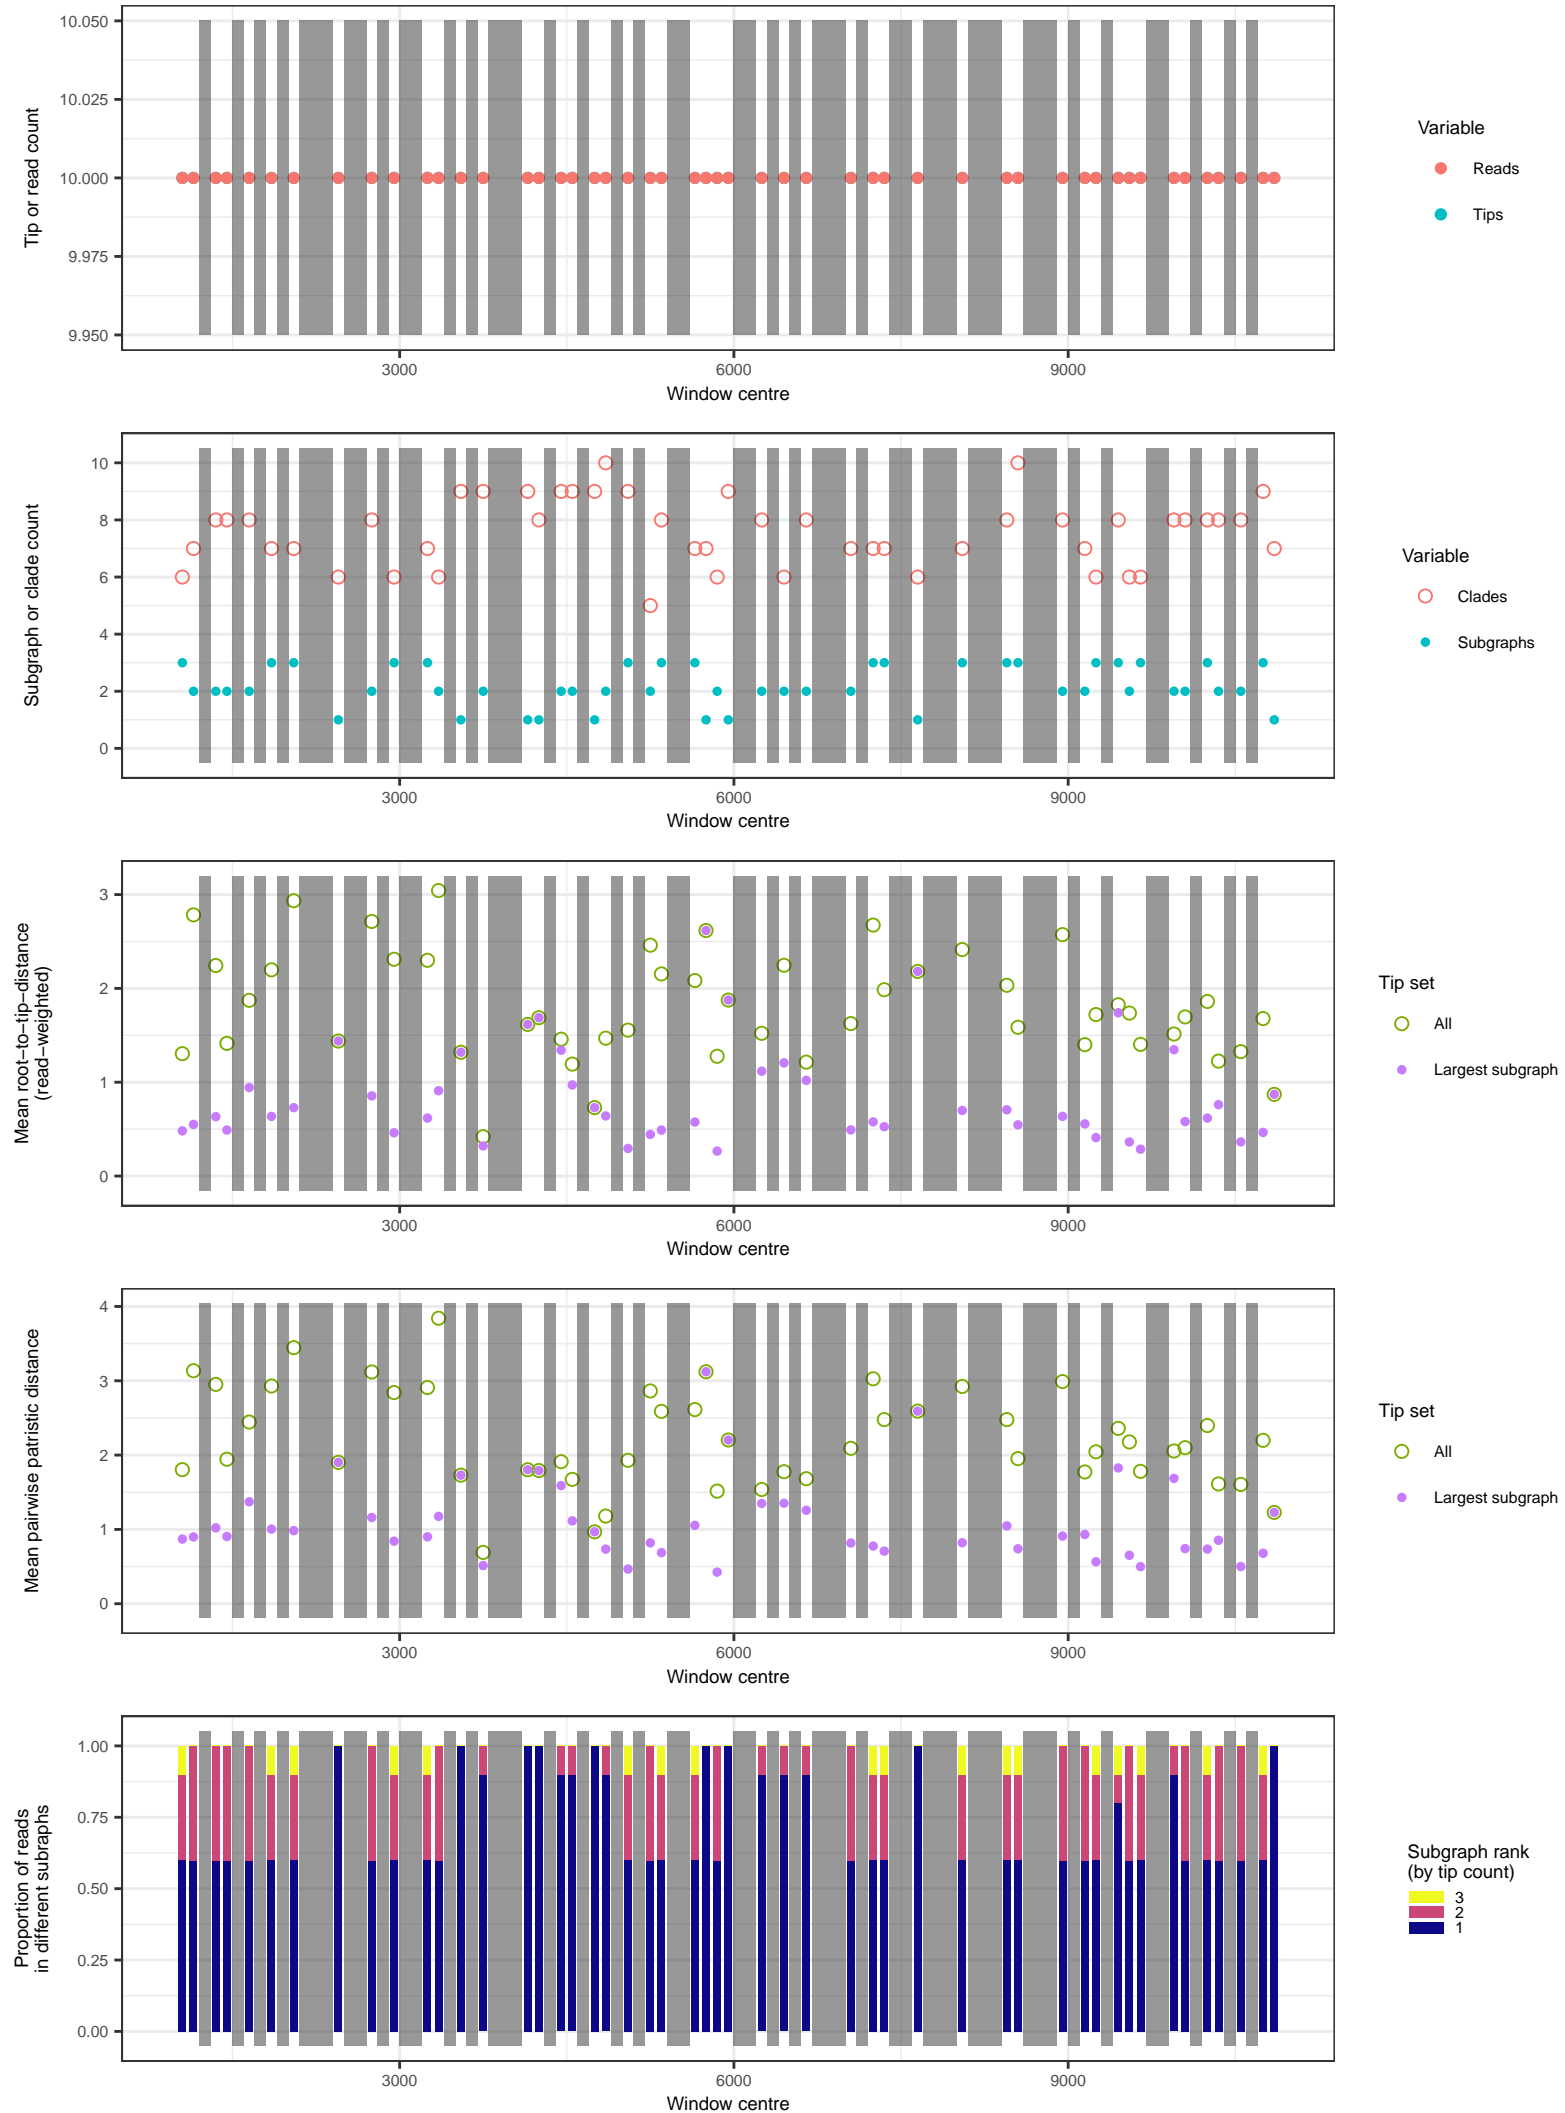 10.050
10.025
10.000
9.975
9.950
Tip or read count
3000 6000 9000
Window centre
Variable
Reads
Tips
10
8
6
4
2
0
Subgraph or clade count
3000 6000 9000
Window centre
Variable
Clades
Subgraphs
3
2
1
0
Mean root−to−tip−distance
(read−weighted)
3000 6000 9000
Window centre
Tip set
All
Largest subgraph
4
3
2
1
0
Mean pairwise patristic distance
3000 6000 9000
Window centre
Tip set
All
Largest subgraph
1.00
0.75
0.50
0.25
0.00
Proportion of reads
in different subraphs
3000 6000 9000
Window centre
Subgraph rank
(by tip count)
3
2
1